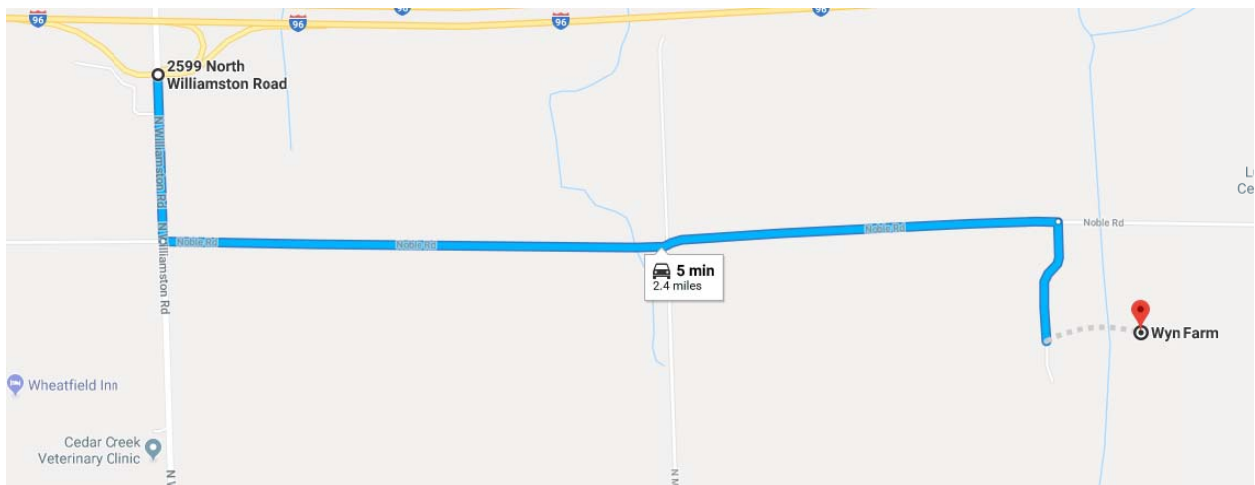 96
96
96
96
2599 North
Williamston Road
N Williamston Rd
N Williamston Rd
Noble Rd
Noble Rd
Noble Rd
Noble Rd
5 min
2.4 miles
Wyn Farm
Wheatfield Inn
Cedar Creek
Veterinary Clinic
N
N